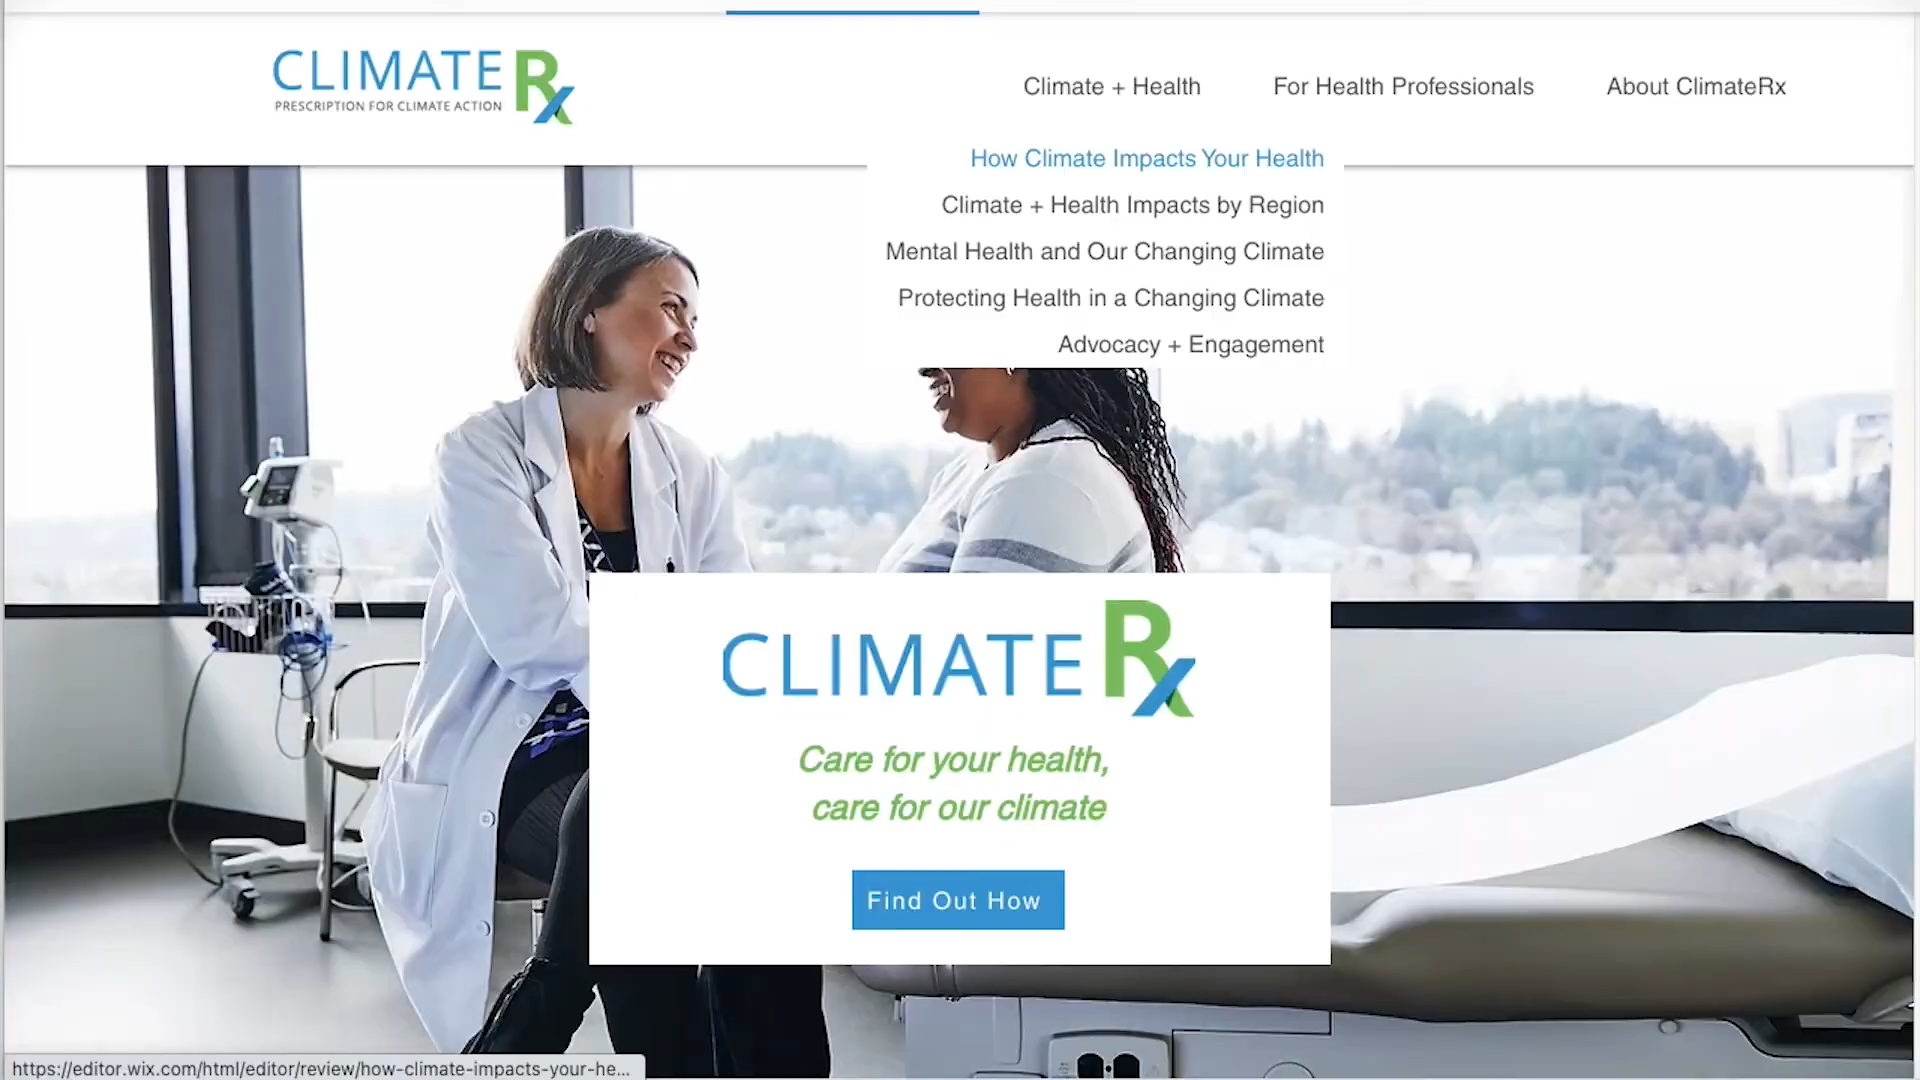 CLIMATE Rx
PRESCRIPTION FOR CLIMATE ACTION
Climate + Health
For Health Professionals
About ClimateRx
How Climate Impacts Your Health
Climate + Health Impacts by Region
Mental Health and Our Changing Climate
Protecting Health in a Changing Climate
Advocacy + Engagement
CLIMATE Rx
Care for your health,
care for our climate
Find Out How
https://editor.wix.com/html/editor/review/how-climate-impacts-your-he...